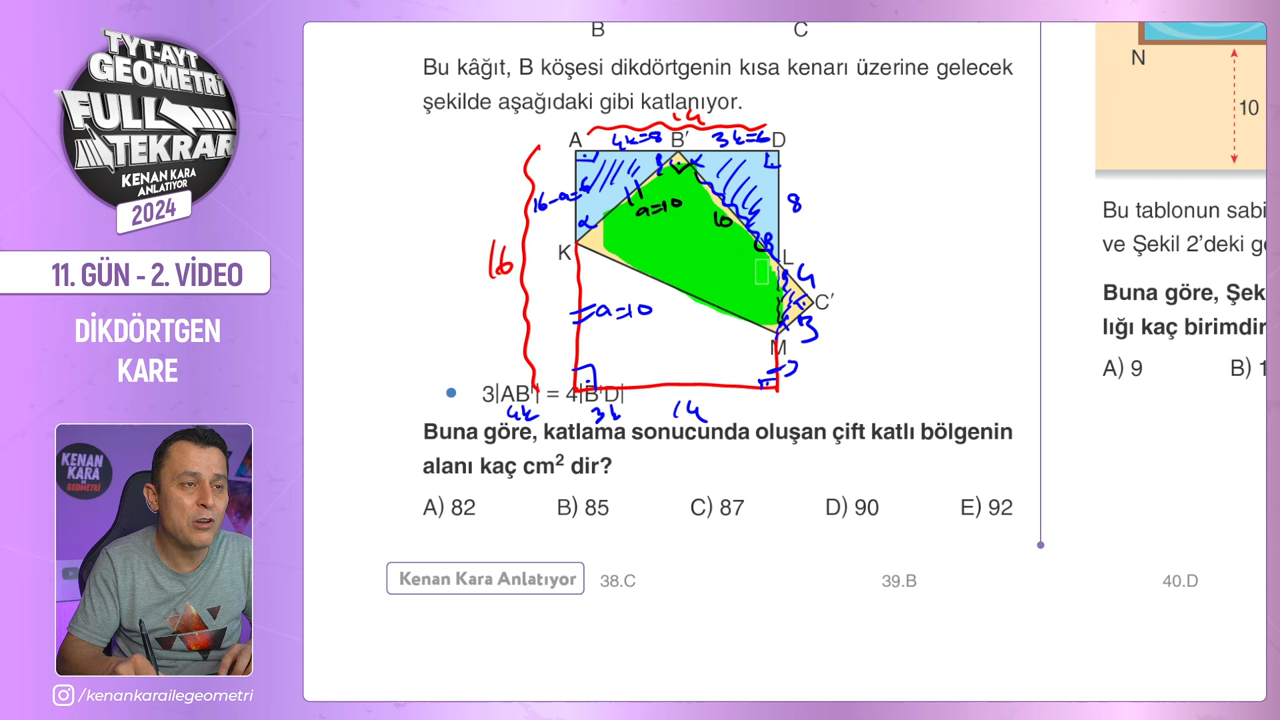 TYT-AYT
GEOMETRİ
FULL
TEKRAR
KENAN KARA
ANLATIYOR
2024
11. GÜN - 2. VİDEO
DİKDÖRTGEN
KARE
KENAN
KARA
GEOMETRİ
/kenankarailegeometri
B C
Bu kâğıt, B köşesi dikdörtgenin kısa kenarı üzerine gelecek
şekilde aşağıdaki gibi katlanıyor.
14
A 4k=8 B' 3k=6 D
16-a=6 a=10 10 8
α
K L
16 4
C'
a=10 3
M
3|AB'| = 4|B'D|
4k 3k 14
Buna göre, katlama sonucunda oluşan çift katlı bölgenin
alanı kaç cm² dir?
A) 82 B) 85 C) 87 D) 90 E) 92
Kenan Kara Anlatıyor 38.C 39.B 40.D
N
10
Bu tablonun sabi
ve Şekil 2'deki
Buna göre, Şek
lığı kaç birimdir
A) 9 B)